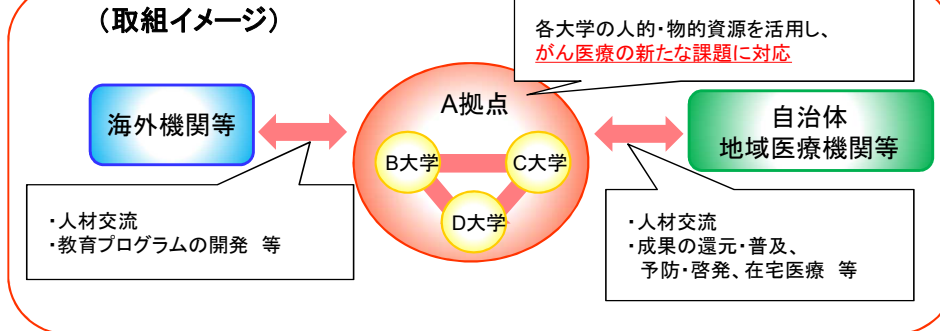 (取組イメージ)
各大学の人的・物的資源を活用し、
がん医療の新たな課題に対応
海外機関等
A拠点
B大学
C大学
D大学
自治体
地域医療機関等
・人材交流
・教育プログラムの開発 等
・人材交流
・成果の還元・普及、
予防・啓発、在宅医療 等